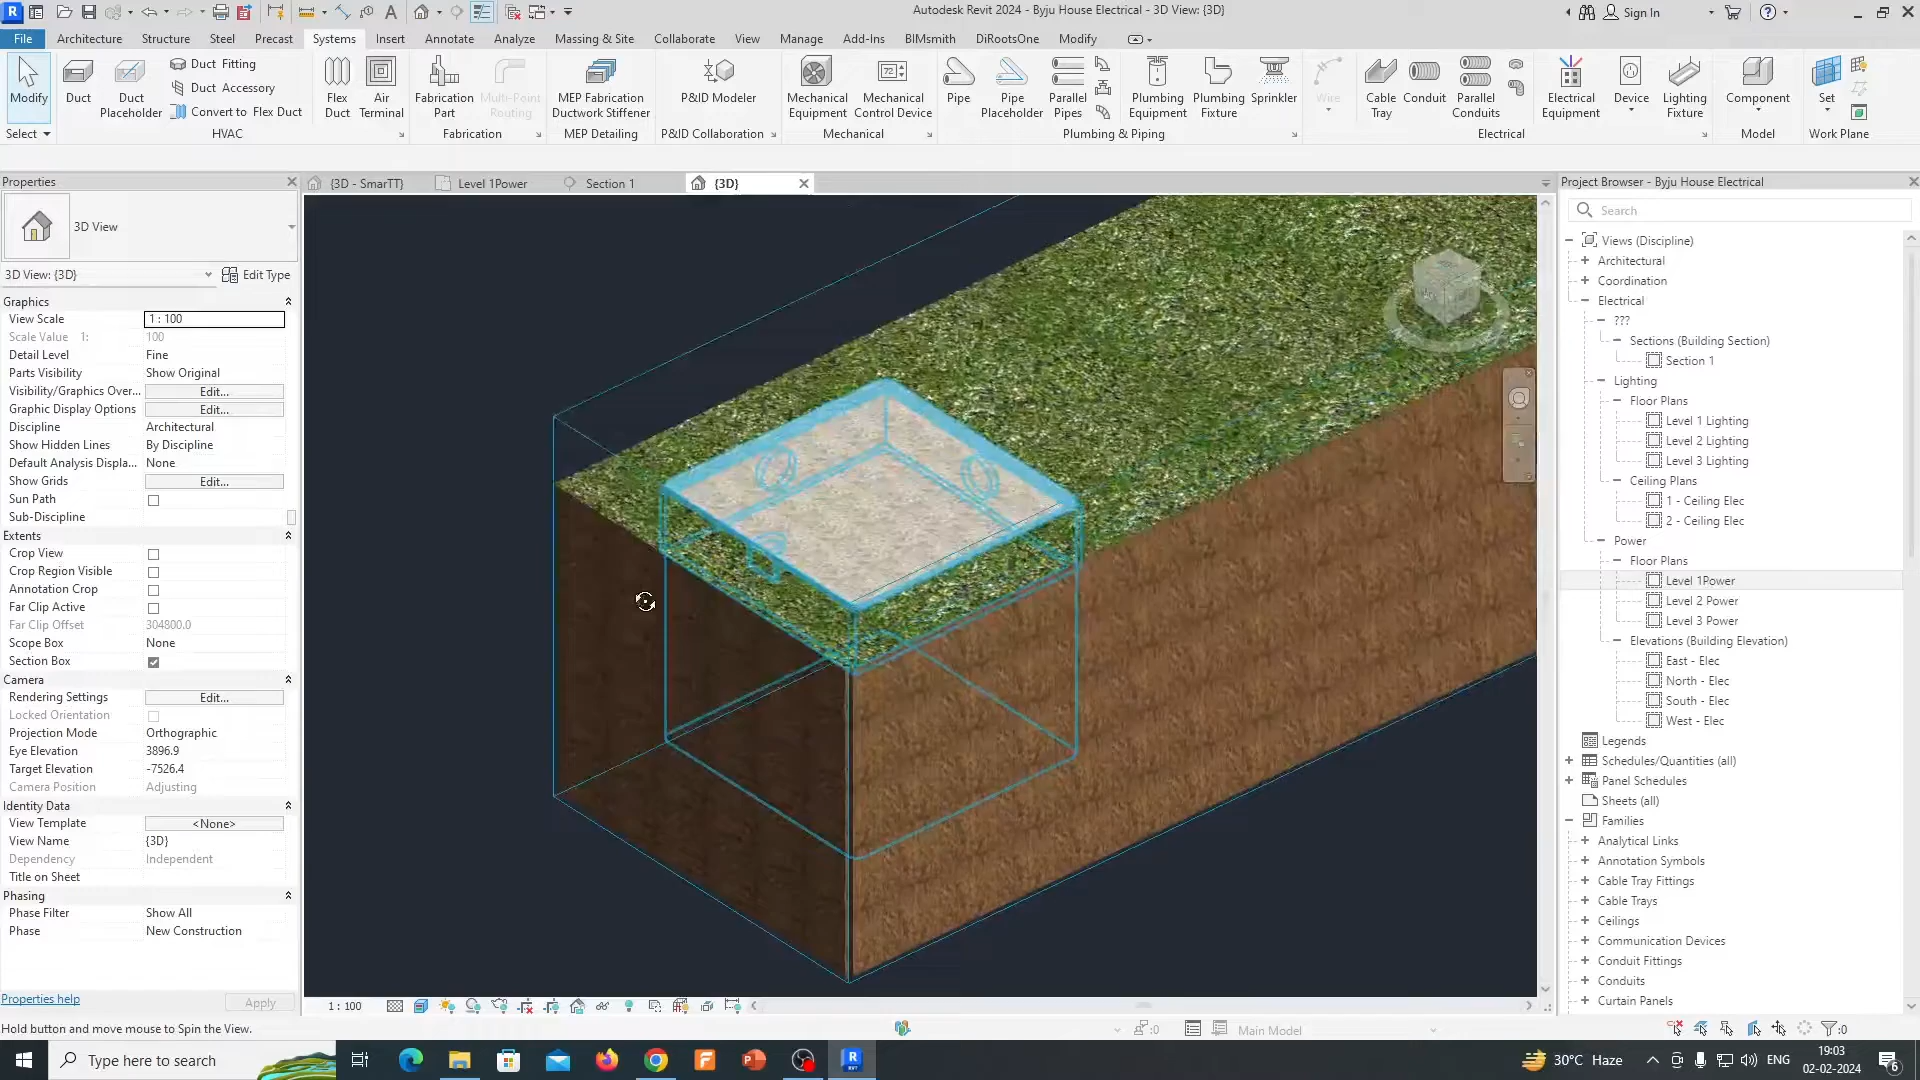 Autodesk Revit 2024 - Byju House Electrical - 3D View: {3D}
Sign In
File Architecture Structure Steel Precast Systems Insert Annotate Analyze Massing & Site Collaborate View Manage Add-Ins BIMsmith DiRootsOne Modify
Modify
Select
Duct
Duct Placeholder
Duct Fitting
Duct Accessory
Convert to Flex Duct
Flex Duct
Air Terminal
HVAC
Fabrication Part
Multi-Point Routing
Fabrication
MEP Fabrication Ductwork Stiffener
MEP Detailing
P&ID Modeler
P&ID Collaboration
Mechanical Equipment
Mechanical Control Device
Mechanical
Pipe
Pipe Placeholder
Parallel Pipes
Plumbing Equipment
Plumbing Fixture
Sprinkler
Plumbing & Piping
Wire
Cable Tray
Conduit
Parallel Conduits
Electrical Equipment
Device
Lighting Fixture
Electrical
Component
Model
Set
Work Plane
Properties
3D View
3D View: {3D}
Edit Type
Graphics
View Scale 1 : 100
Scale Value 1: 100
Detail Level Fine
Parts Visibility Show Original
Visibility/Graphics Over... Edit...
Graphic Display Options Edit...
Discipline Architectural
Show Hidden Lines By Discipline
Default Analysis Displa... None
Show Grids Edit...
Sun Path
Sub-Discipline
Extents
Crop View
Crop Region Visible
Annotation Crop
Far Clip Active
Far Clip Offset 304800.0
Scope Box None
Section Box
Camera
Rendering Settings Edit...
Locked Orientation
Projection Mode Orthographic
Eye Elevation 3896.9
Target Elevation -7526.4
Camera Position Adjusting
Identity Data
View Template <None>
View Name {3D}
Dependency Independent
Title on Sheet
Phasing
Phase Filter Show All
Phase New Construction
Properties help
Apply
{3D - SmarTT} Level 1Power Section 1 {3D}
1 : 100
Project Browser - Byju House Electrical
Search
Views (Discipline)
Architectural
Coordination
Electrical
???
Sections (Building Section)
Section 1
Lighting
Floor Plans
Level 1 Lighting
Level 2 Lighting
Level 3 Lighting
Ceiling Plans
1 - Ceiling Elec
2 - Ceiling Elec
Power
Floor Plans
Level 1Power
Level 2 Power
Level 3 Power
Elevations (Building Elevation)
East - Elec
North - Elec
South - Elec
West - Elec
Legends
Schedules/Quantities (all)
Panel Schedules
Sheets (all)
Families
Analytical Links
Annotation Symbols
Cable Tray Fittings
Cable Trays
Ceilings
Communication Devices
Conduit Fittings
Conduits
Curtain Panels
Hold button and move mouse to Spin the View.
:0
Main Model
:0
Type here to search
30°C Haze
ENG
19:03
02-02-2024
6